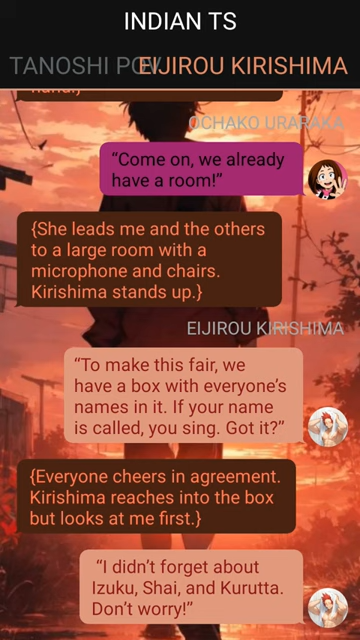 INDIAN TS
TANOSHI POV
EIJIROU KIRISHIMA
OCHAKO URARAKA
“Come on, we already
have a room!”
{She leads me and the others
to a large room with a
microphone and chairs.
Kirishima stands up.}
EIJIROU KIRISHIMA
“To make this fair, we
have a box with everyone’s
names in it. If your name
is called, you sing. Got it?”
{Everyone cheers in agreement.
Kirishima reaches into the box
but looks at me first.}
”I didn’t forget about
Izuku, Shai, and Kurutta.
Don’t worry!”